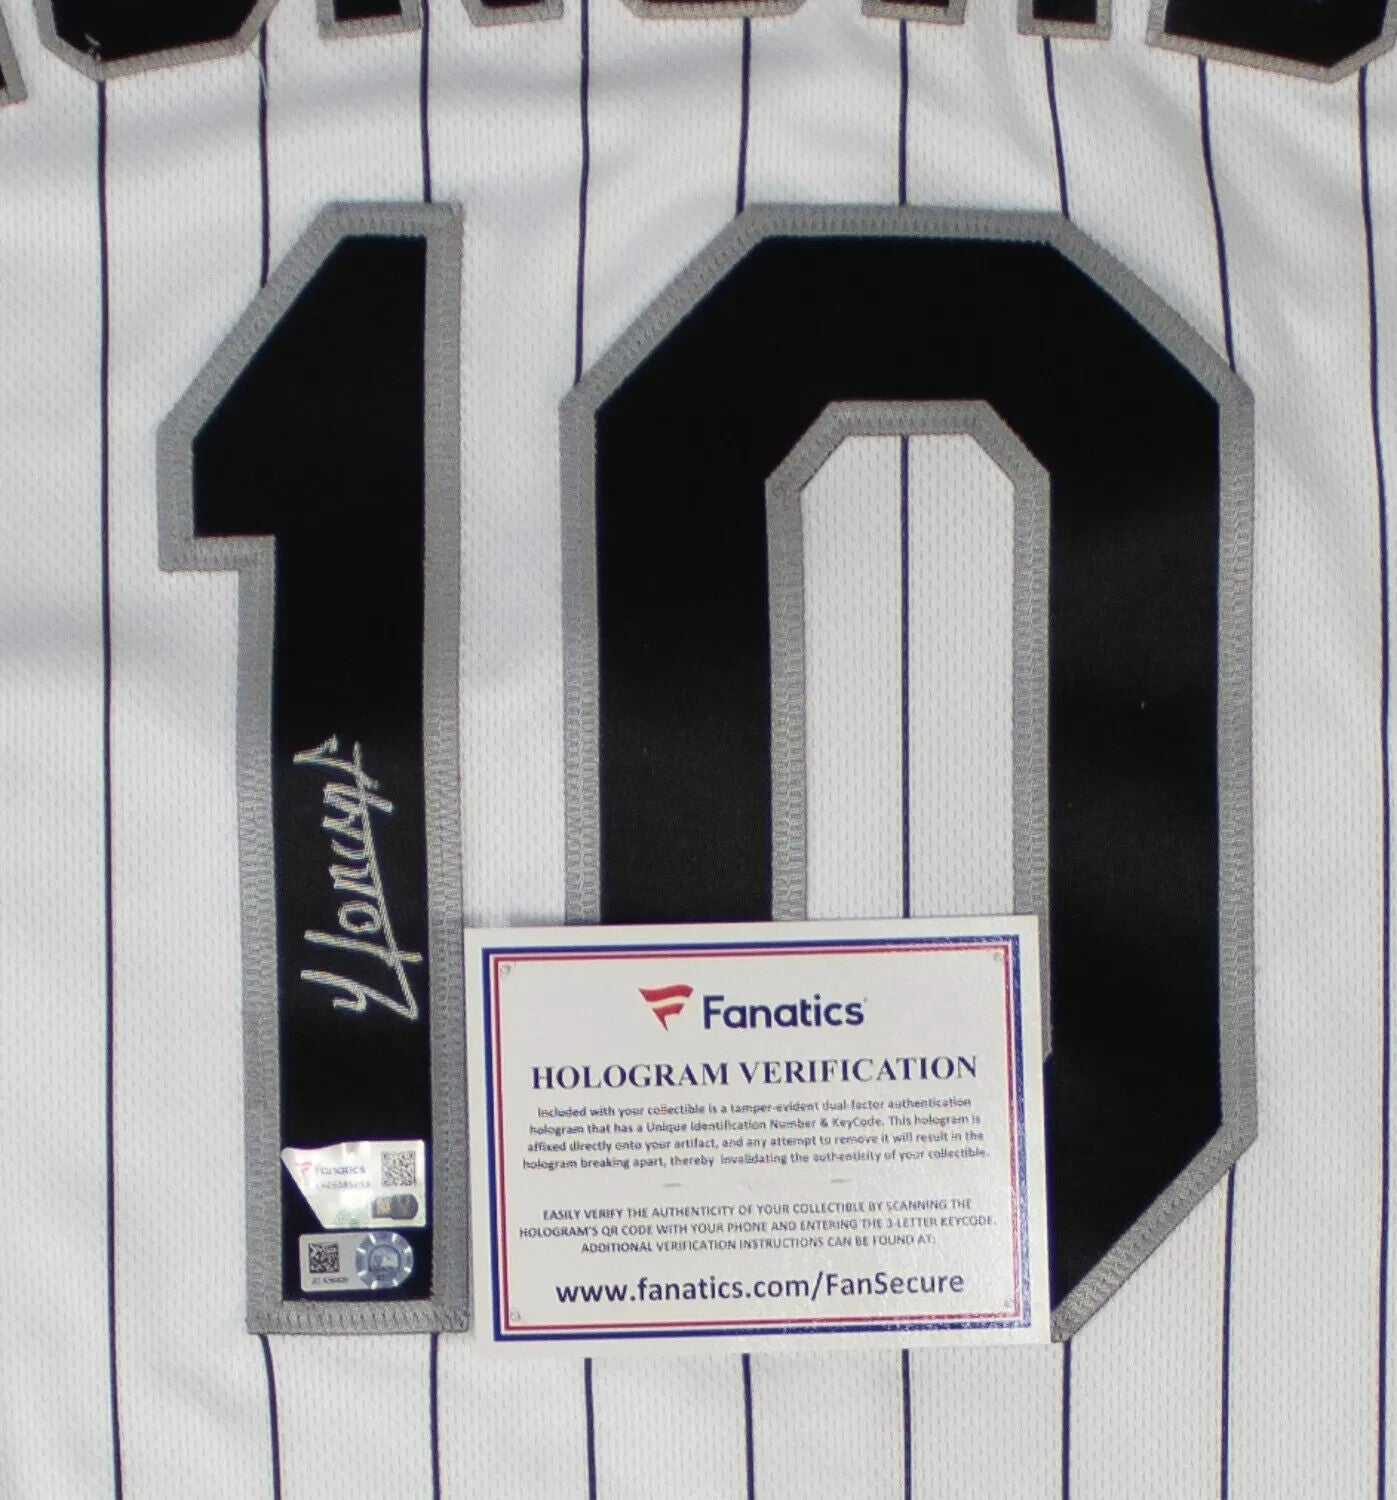 10
Fanatics
HOLOGRAM VERIFICATION
Included with your collectible is a tamper-evident dual-factor authentication
hologram that has a Unique Identification Number & KeyCode. This hologram is
affixed directly onto your artifact, and any attempt to remove it will result in the
hologram breaking apart, thereby invalidating the authenticity of your collectible.
EASILY VERIFY THE AUTHENTICITY OF YOUR COLLECTIBLE BY SCANNING THE
HOLOGRAM'S QR CODE WITH YOUR PHONE AND ENTERING THE 3-LETTER KEYCODE.
ADDITIONAL VERIFICATION INSTRUCTIONS CAN BE FOUND AT:
www.fanatics.com/FanSecure
Fanatics